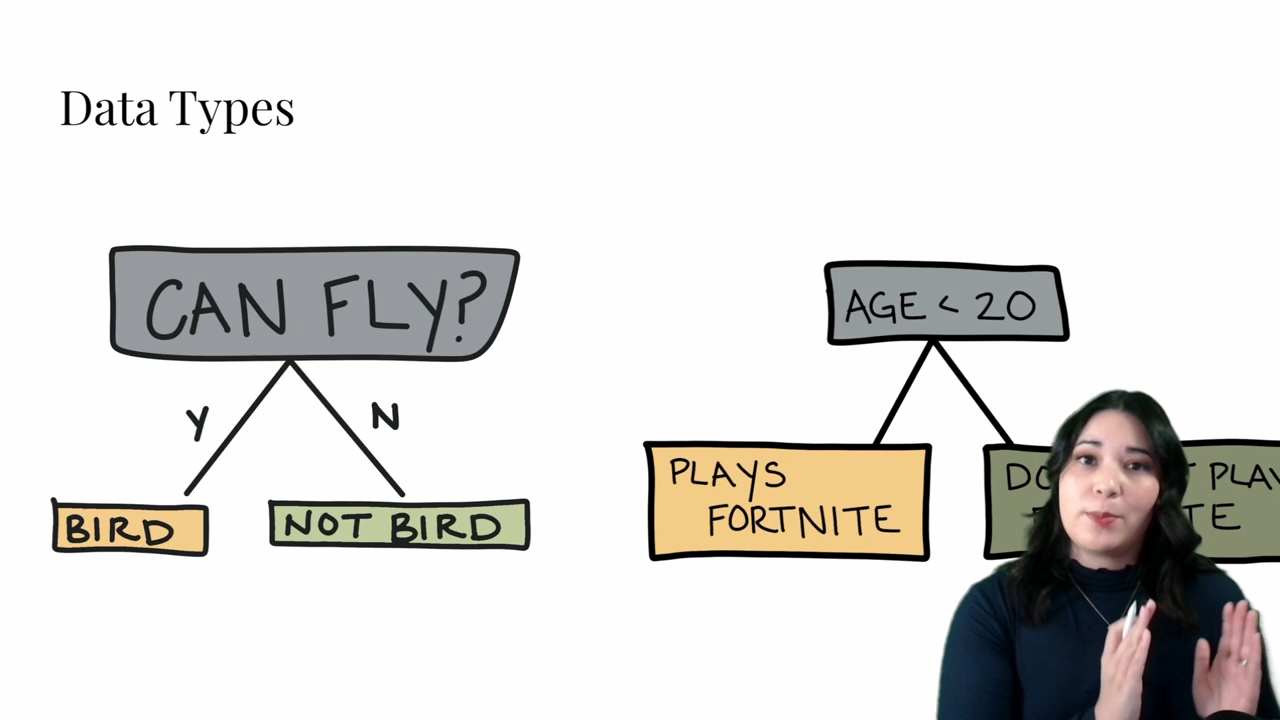 Data Types
CAN FLY?
Y
N
BIRD
NOT BIRD
AGE < 20
PLAYS
FORTNITE